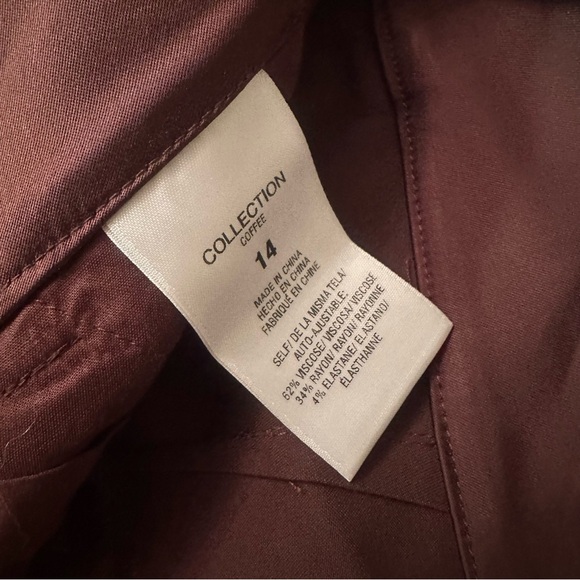 COLLECTION
COFFEE
14
MADE IN CHINA
HECHO EN CHINA
FABRIQUÉ EN CHINE
SELF/ DE LA MISMA TELA/
AUTO-AJUSTABLE:
62% VISCOSE/ VISCOSA/ VISCOSE
34% RAYON/ RAYON/ RAYONNE
4% ELASTANE/ ELASTANO/
ÉLASTHANNE